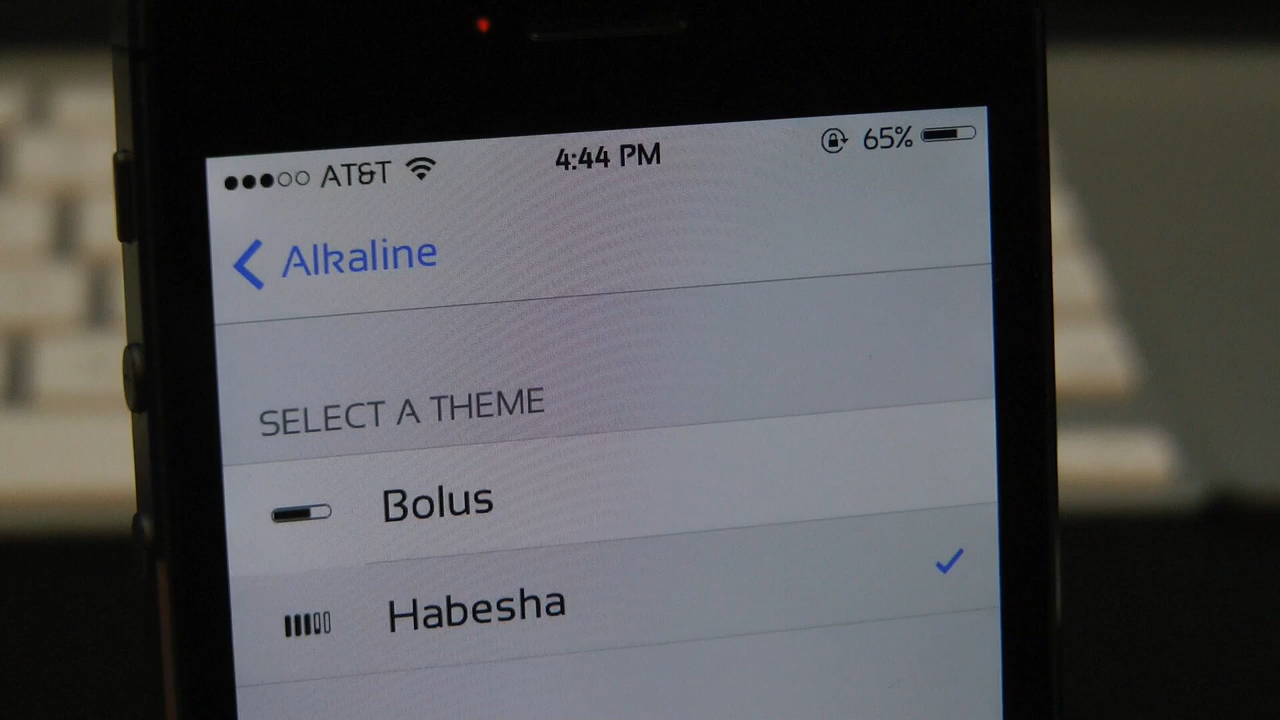 AT&T 4:44 PM 65%
Alkaline
SELECT A THEME
Bolus
Habesha